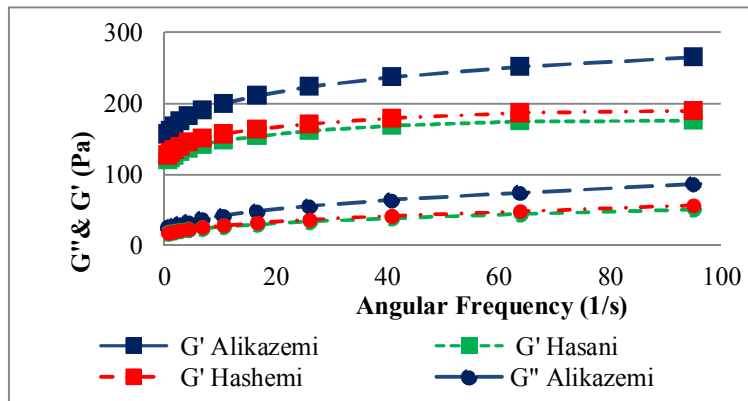 300
200
100
0
G"& G' (Pa)
0 20 40 60 80 100
Angular Frequency (1/s)
G' Alikazemi G' Hasani
G' Hashemi G" Alikazemi